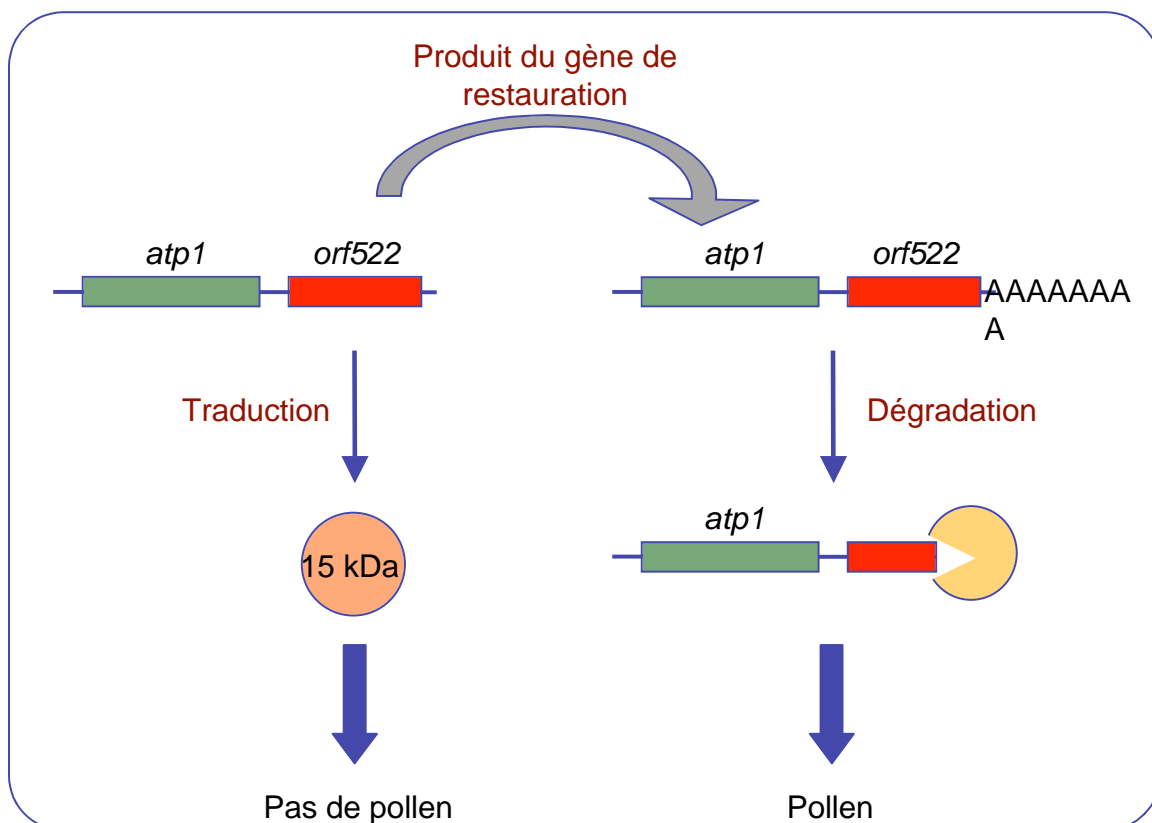 Produit du gène de
restauration
atp1
orf522
atp1
orf522
AAAAAAA
A
Traduction
Dégradation
atp1
15 kDa
Pas de pollen
Pollen